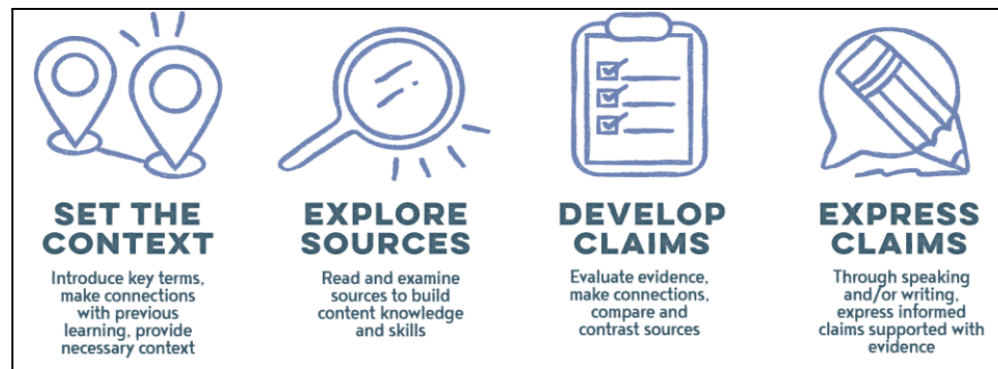 SET THE
CONTEXT
Introduce key terms,
make connections
with previous
learning, provide
necessary context
EXPLORE
SOURCES
Read and examine
sources to build
content knowledge
and skills
DEVELOP
CLAIMS
Evaluate evidence,
make connections,
compare and
contrast sources
EXPRESS
CLAIMS
Through speaking
and/or writing,
express informed
claims supported with
evidence